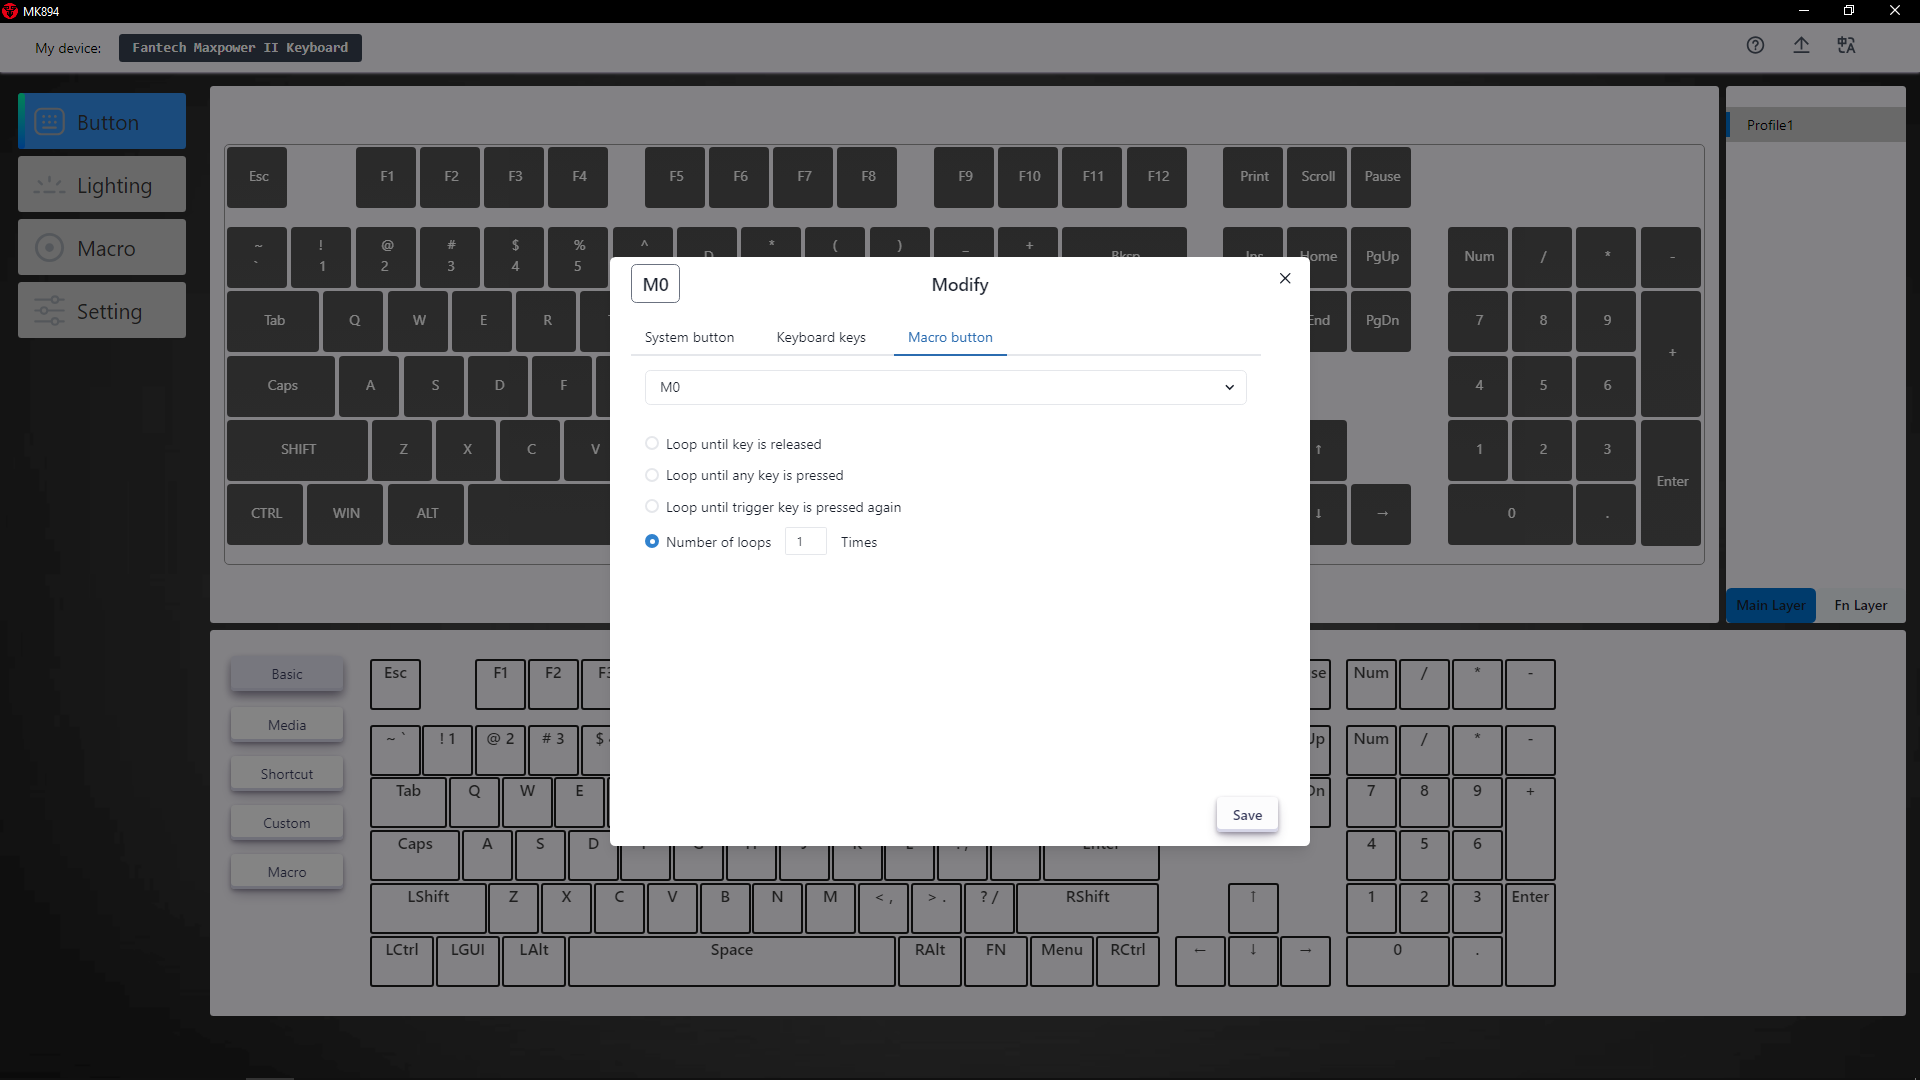 MK894
My device: Fantech Maxpower II Keyboard
Button
Lighting
Macro
Setting
Profile1
Main Layer Fn Layer
Esc F1 F2 F3 F4 F5 F6 F7 F8 F9 F10 F11 F12 Print Scroll Pause
~ ! @ # $ % ^ * ( ) _ +
` 1 2 3 4 5 Home PgUp Num / * -
Tab Q W E R End PgDn 7 8 9 +
Caps A S D F 4 5 6
SHIFT Z X C V ↑ 1 2 3 Enter
CTRL WIN ALT ↓ → 0 .
M0 Modify
System button Keyboard keys Macro button
M0
Loop until key is released
Loop until any key is pressed
Loop until trigger key is pressed again
Number of loops 1 Times
Save
Basic
Media
Shortcut
Custom
Macro
Esc F1 F2 Num / * -
~ ` ! 1 @ 2 # 3 $ Num / * -
Tab Q W E 7 8 9 +
Caps A S D 4 5 6
LShift Z X C V B N M < , > . ? / RShift ↑ 1 2 3 Enter
LCtrl LGUI LAlt Space RAlt FN Menu RCtrl ← ↓ → 0 .